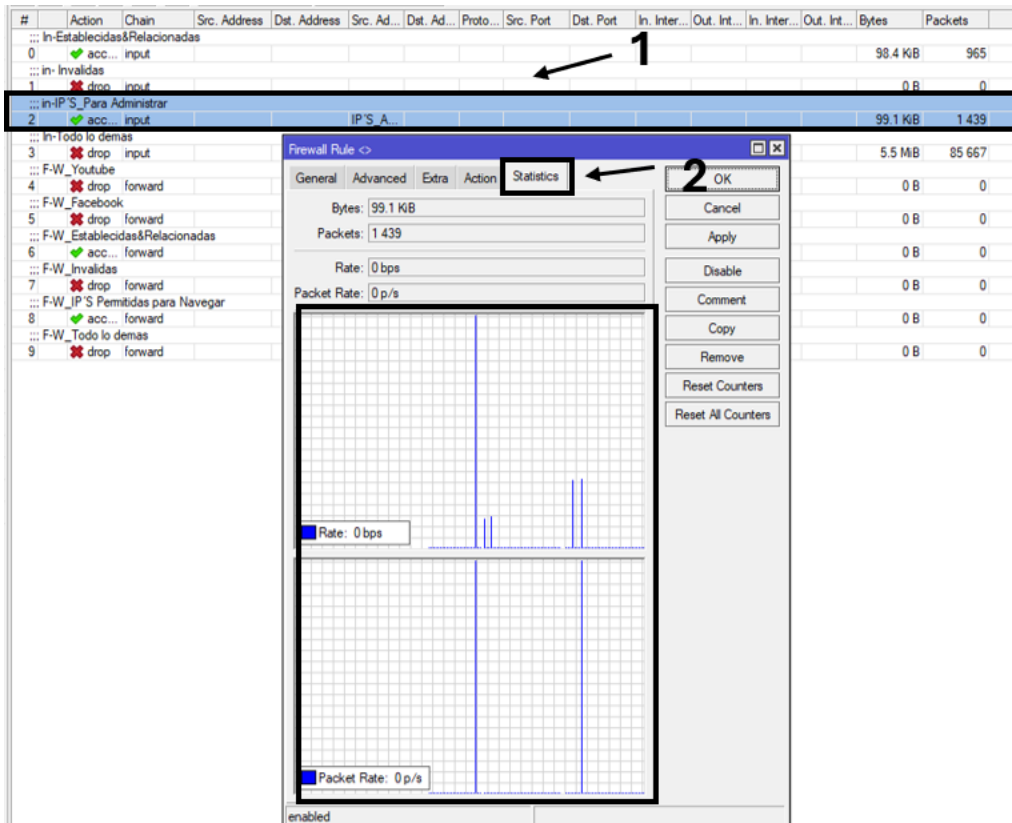 # Action Chain Src. Address Dst. Address Src. Ad... Dst. Ad... Proto... Src. Port Dst. Port In. Inter... Out. Int... In. Inter... Out. Int... Bytes Packets
::: In-Establecidas&Relacionadas
0 acc... input 98.4 KiB 965
1
::: in- Invalidas
1 drop input 0 B 0
::: in-IP´S_Para Administrar
2 acc... input IP´S_A... 99.1 KiB 1 439
::: In-Todo lo demas
3 drop input 5.5 MiB 85 667
::: F-W_Youtube
4 drop forward 0 B 0
::: F-W_Facebook
5 drop forward 0 B 0
::: F-W_Establecidas&Relacionadas
6 acc... forward 0 B 0
::: F-W_Invalidas
7 drop forward 0 B 0
::: F-W_IP´S Permitidas para Navegar
8 acc... forward 0 B 0
::: F-W_Todo lo demas
9 drop forward 0 B 0
Firewall Rule <>
General Advanced Extra Action Statistics
2
Bytes: 99.1 KiB
Packets: 1 439
Rate: 0 bps
Packet Rate: 0 p/s
Rate: 0 bps
Packet Rate: 0 p/s
enabled
OK
Cancel
Apply
Disable
Comment
Copy
Remove
Reset Counters
Reset All Counters